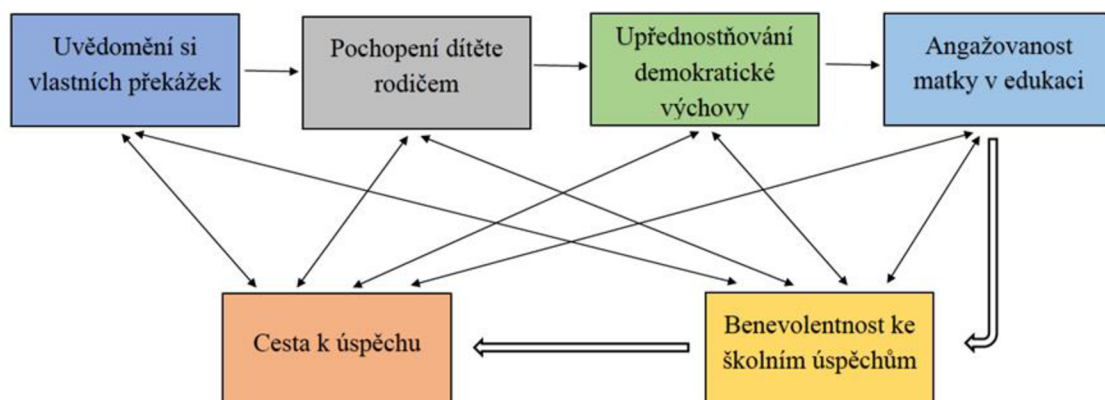 Uvědomění si
vlastních překážek
Pochopení dítěte
rodičem
Upřednostňování
demokratické
výchovy
Angažovanost
matky v edukaci
Cesta k úspěchu
Benevolentnost ke
školním úspěchům